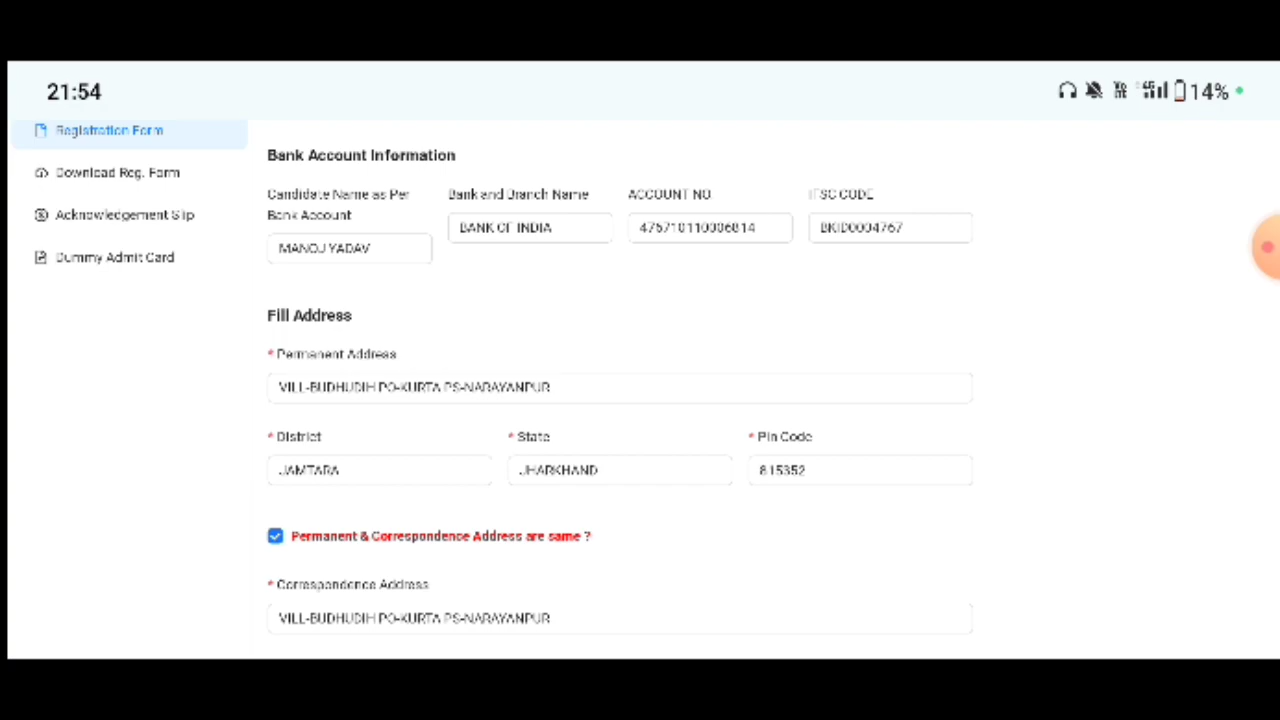 21:54
14%
Registration Form
Download Reg. Form
Acknowledgement Slip
Dummy Admit Card
Bank Account Information
Candidate Name as Per Bank Account
MANOJ YADAV
Bank and Branch Name
BANK OF INDIA
ACCOUNT NO
IFSC CODE
BKID0004767
Fill Address
* Permanent Address
VILL-BUDHUDIH PO-KURTA PS-NARAYANPUR
* District
JAMTARA
* State
JHARKHAND
* Pin Code
815352
Permanent & Correspondence Address are same ?
* Correspondence Address
VILL-BUDHUDIH PO-KURTA PS-NARAYANPUR